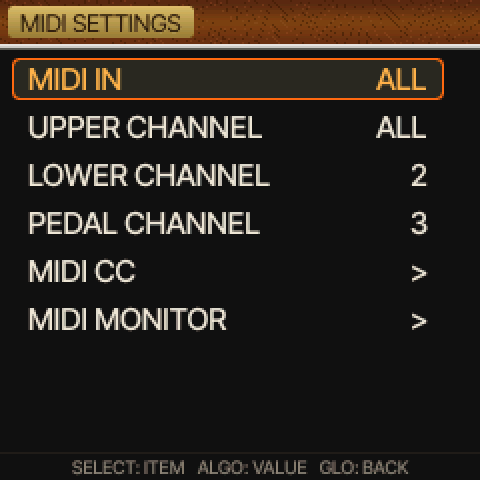 MIDI SETTINGS
MIDI IN ALL
UPPER CHANNEL ALL
LOWER CHANNEL 2
PEDAL CHANNEL 3
MIDI CC >
MIDI MONITOR >
SELECT: ITEM ALGO: VALUE GLO: BACK